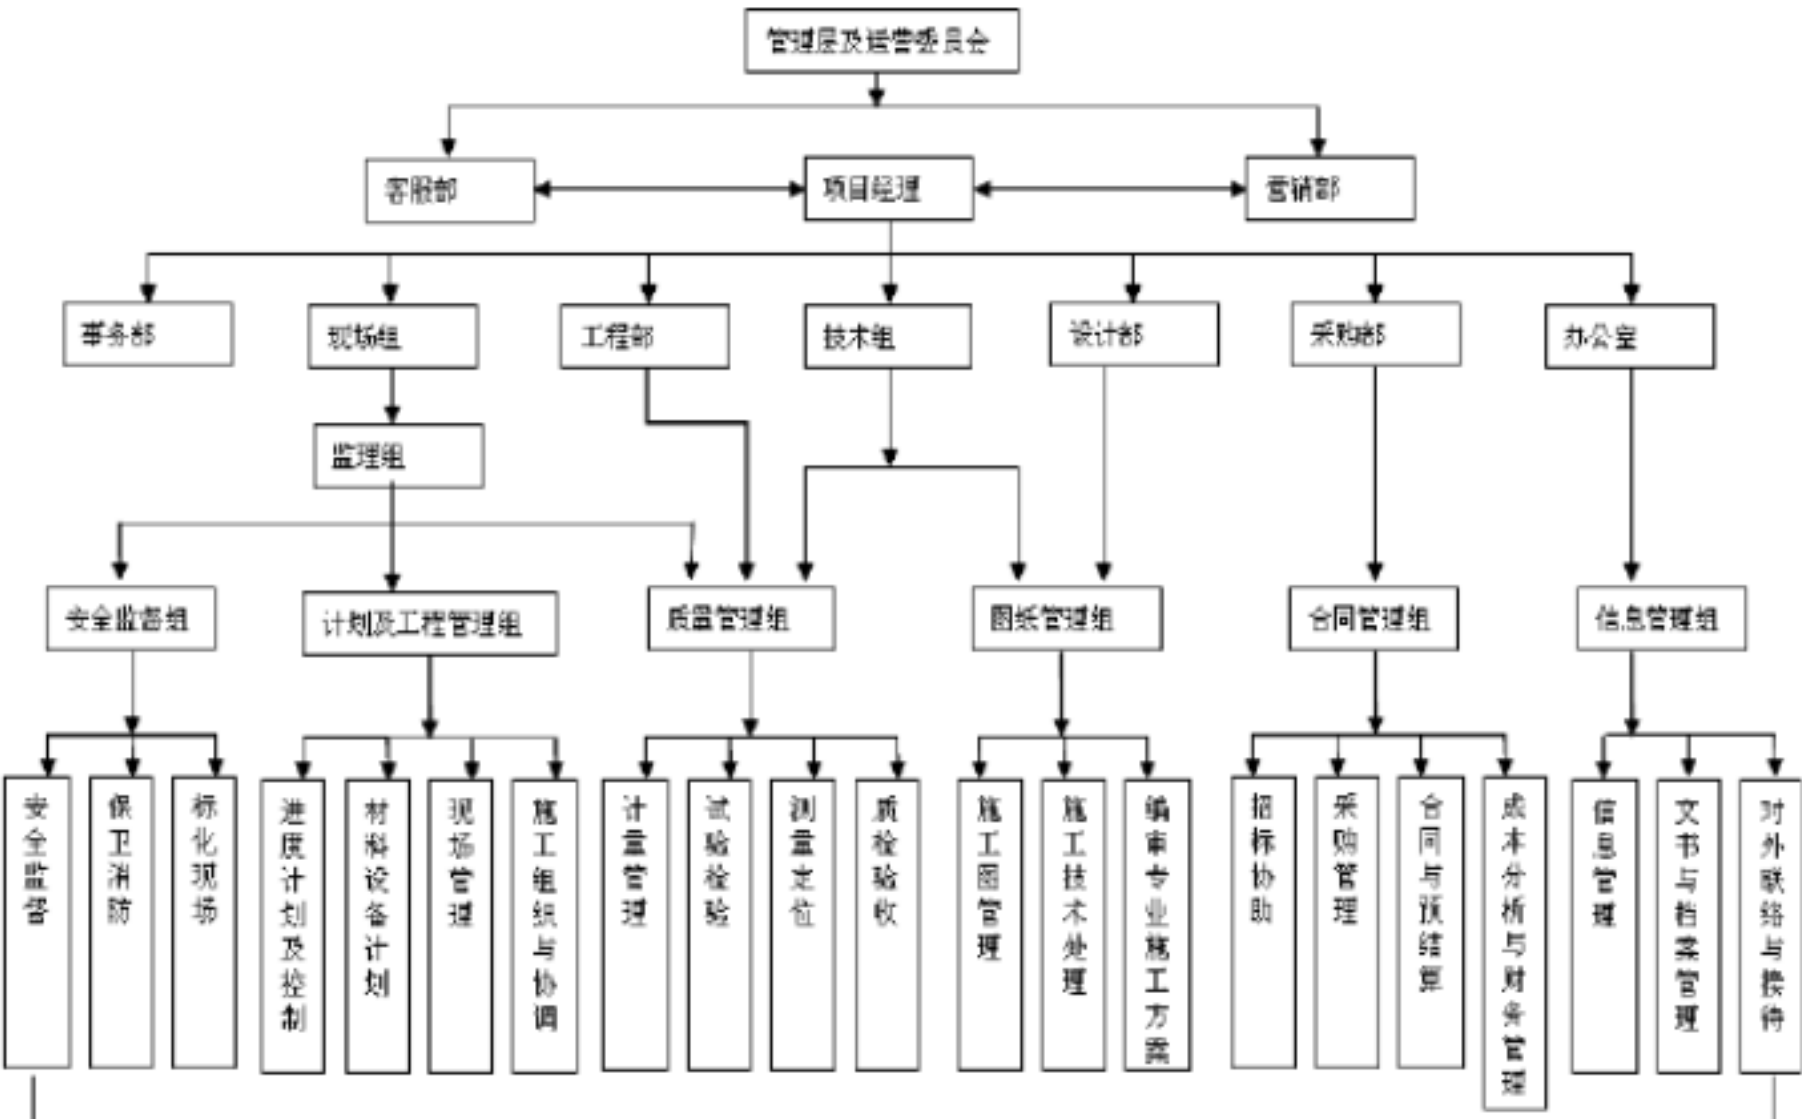 管理层及运营委员会
客服部
项目经理
营销部
事务部
现场组
工程部
技术组
设计部
采购部
办公室
监理组
安全监督组
计划及工程管理组
质量管理组
图纸管理组
合同管理组
信息管理组
安全监督
保卫消防
标化现场
进度计划及控制
材料设备计划
现场管理
施工组织与协调
计量管理
试验检验
测量定位
质检验收
施工图管理
施工技术处理
编审专业施工方案
招标协助
采购管理
合同与预结算
成本分析与财务管理
信息管理
文书与档案管理
对外联络与接待